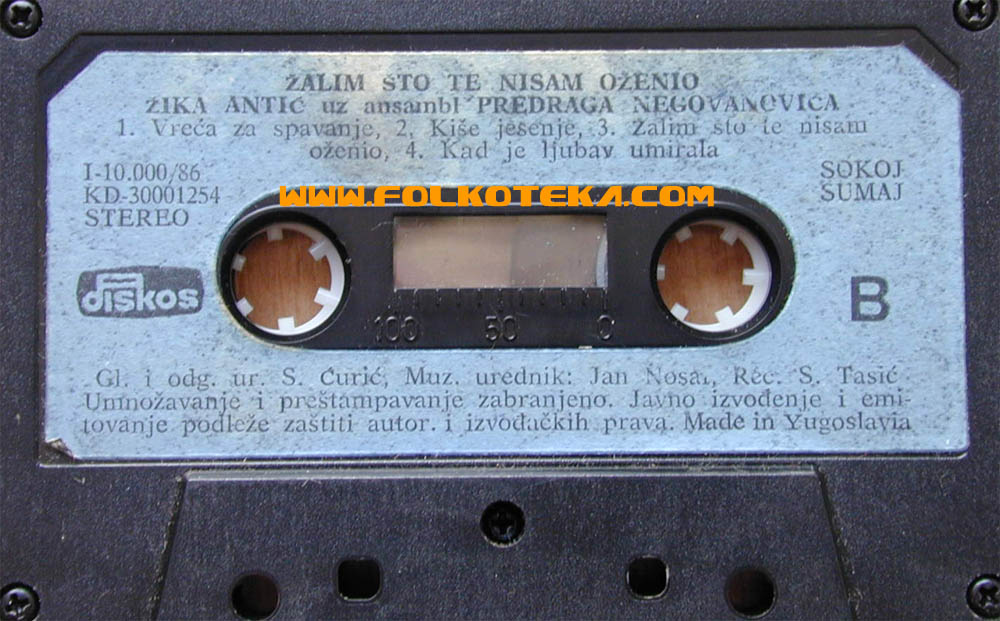 ŽALIM ŠTO TE NISAM OŽENIO
ŽIKA ANTIĆ uz ansambl PREDRAGA NEGOVANOVIĆA
1. Vreća za spavanje, 2. Kiše jesenje, 3. Žalim što te nisam
oženio, 4. Kad je ljubav umirala
I-10.000/86
KD-30001254
STEREO
SOKOJ
ŠUMAJ
WWW.FOLKOTEKA.COM
diskos
B
100 50 0
Gl. i odg. ur. S. Ćurić, Muz. urednik: Jan Nosal, Rec. S. Tasić
Umnožavanje i preštampavanje zabranjeno. Javno izvođenje i emi-
tovanje podleže zaštiti autor. i izvođačkih prava. Made in Yugoslavia